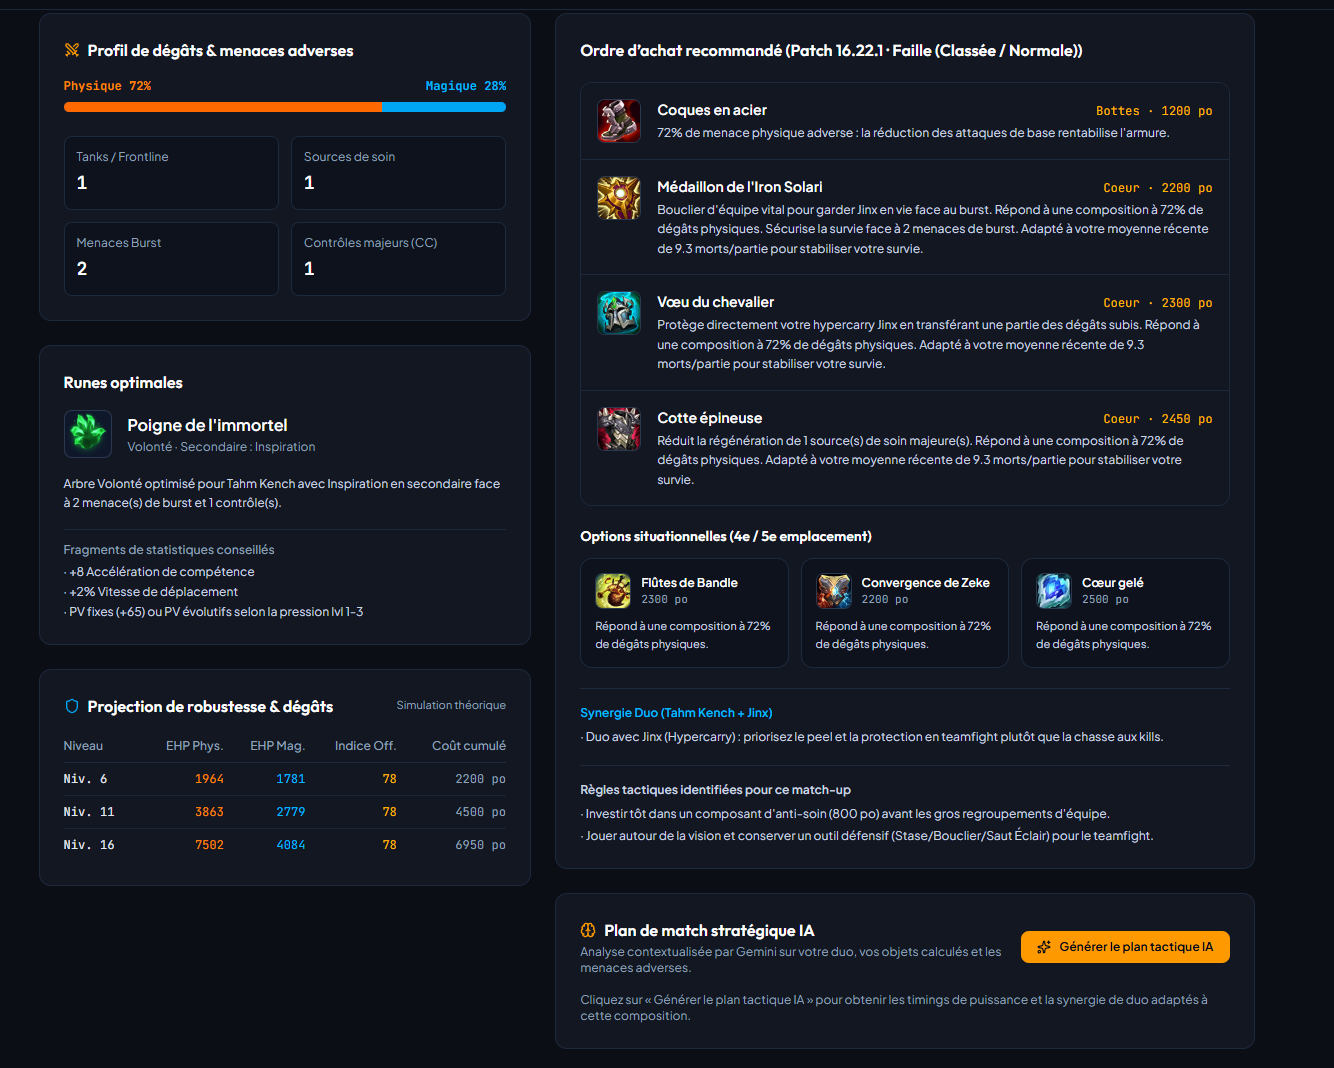 Profil de dégâts & menaces adverses
Physique 72%
Magique 28%
Tanks / Frontline
1
Sources de soin
1
Menaces Burst
2
Contrôles majeurs (CC)
1
Runes optimales
Poigne de l'immortel
Volonté · Secondaire : Inspiration
Arbre Volonté optimisé pour Tahm Kench avec Inspiration en secondaire face
à 2 menace(s) de burst et 1 contrôle(s).
Fragments de statistiques conseillés
· +8 Accélération de compétence
· +2% Vitesse de déplacement
· PV fixes (+65) ou PV évolutifs selon la pression lvl 1-3
Projection de robustesse & dégâts
Simulation théorique
Niveau EHP Phys. EHP Mag. Indice Off. Coût cumulé
Niv. 6 1964 1781 78 2200 po
Niv. 11 3863 2779 78 4500 po
Niv. 16 7502 4084 78 6950 po
Ordre d’achat recommandé (Patch 16.22.1 · Faille (Classée / Normale))
Coques en acier
Bottes · 1200 po
72% de menace physique adverse : la réduction des attaques de base rentabilise l'armure.
Médaillon de l'Iron Solari
Coeur · 2200 po
Bouclier d'équipe vital pour garder Jinx en vie face au burst. Répond à une composition à 72% de
dégâts physiques. Sécurise la survie face à 2 menaces de burst. Adapté à votre moyenne récente
de 9.3 morts/partie pour stabiliser votre survie.
Vœu du chevalier
Coeur · 2300 po
Protège directement votre hypercarry Jinx en transférant une partie des dégâts subis. Répond à
une composition à 72% de dégâts physiques. Adapté à votre moyenne récente de 9.3
morts/partie pour stabiliser votre survie.
Cotte épineuse
Coeur · 2450 po
Réduit la régénération de 1 source(s) de soin majeure(s). Répond à une composition à 72% de
dégâts physiques. Adapté à votre moyenne récente de 9.3 morts/partie pour stabiliser votre
survie.
Options situationnelles (4e / 5e emplacement)
Flûtes de Bandle
2300 po
Répond à une composition à 72%
de dégâts physiques.
Convergence de Zeke
2200 po
Répond à une composition à 72%
de dégâts physiques.
Cœur gelé
2500 po
Répond à une composition à 72%
de dégâts physiques.
Synergie Duo (Tahm Kench + Jinx)
· Duo avec Jinx (Hypercarry) : priorisez le peel et la protection en teamfight plutôt que la chasse aux kills.
Règles tactiques identifiées pour ce match-up
· Investir tôt dans un composant d'anti-soin (800 po) avant les gros regroupements d'équipe.
· Jouer autour de la vision et conserver un outil défensif (Stase/Bouclier/Saut Éclair) pour le teamfight.
Plan de match stratégique IA
Analyse contextualisée par Gemini sur votre duo, vos objets calculés et les
menaces adverses.
Générer le plan tactique IA
Cliquez sur « Générer le plan tactique IA » pour obtenir les timings de puissance et la synergie de duo adaptés à
cette composition.